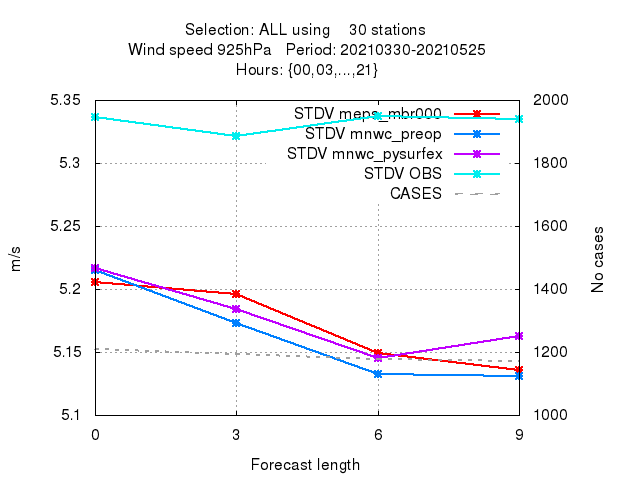 Selection: ALL using    30 stations
Wind speed 925hPa   Period: 20210330-20210525
Hours: {00,03,...,21}
5.35
5.3
5.25
5.2
5.15
5.1
m/s
STDV meps_mbr000
STDV mnwc_preop
STDV mnwc_pysurfex
STDV OBS
CASES
2000
1800
1600
1400
1200
1000
No cases
0 3 6 9
Forecast length